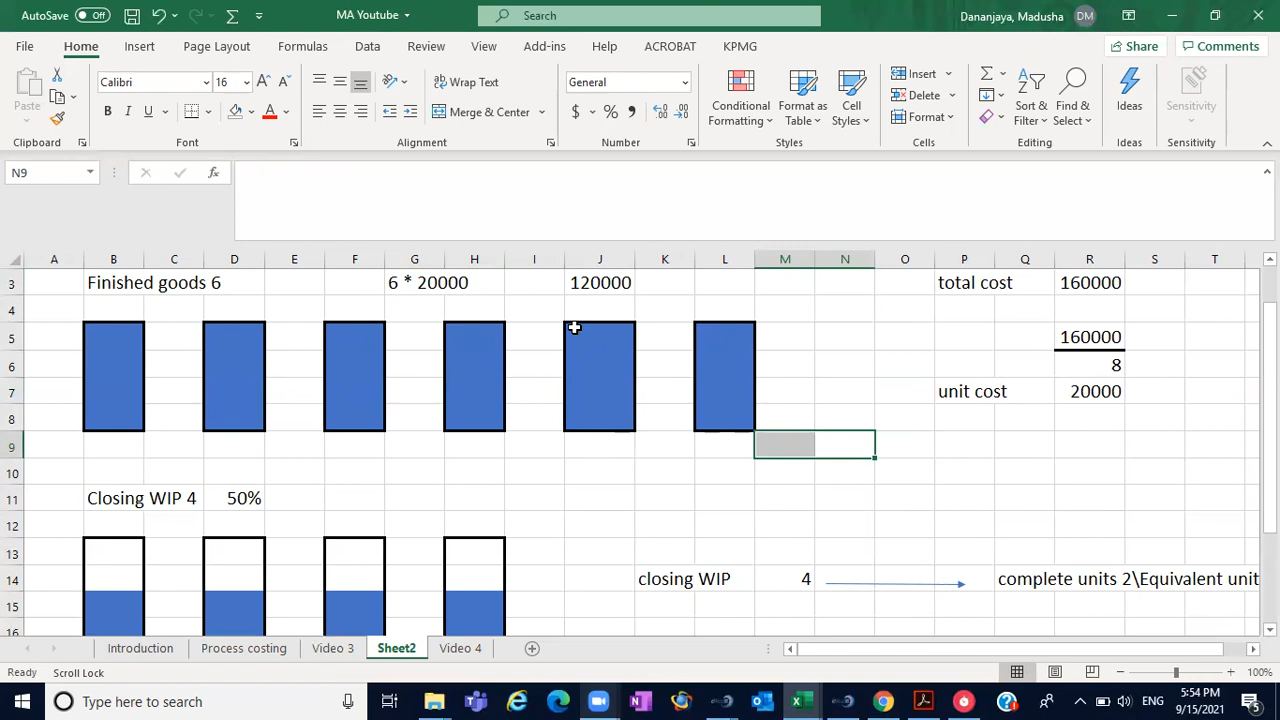 AutoSave Off MA Youtube Search Dananjaya, Madusha DM
File Home Insert Page Layout Formulas Data Review View Add-ins Help ACROBAT KPMG Share Comments
Calibri 16 Wrap Text General Insert
Paste B I U Merge & Center $ % Conditional Formatting Format as Table Cell Styles Delete Format Sort & Filter Find & Select Ideas Sensitivity
Clipboard Font Alignment Number Styles Cells Editing Ideas Sensitivity
N9 fx
A B C D E F G H I J K L M N O P Q R S T
3 Finished goods 6 6 * 20000 120000 total cost 160000
4
5 160000
6 8
7 unit cost 20000
8
9
10
11 Closing WIP 4 50%
12
13
14 closing WIP 4 complete units 2\Equivalent unit
15
16
Introduction Process costing Video 3 Sheet2 Video 4
Ready Scroll Lock 100%
Type here to search ENG 5:54 PM
9/15/2021 5